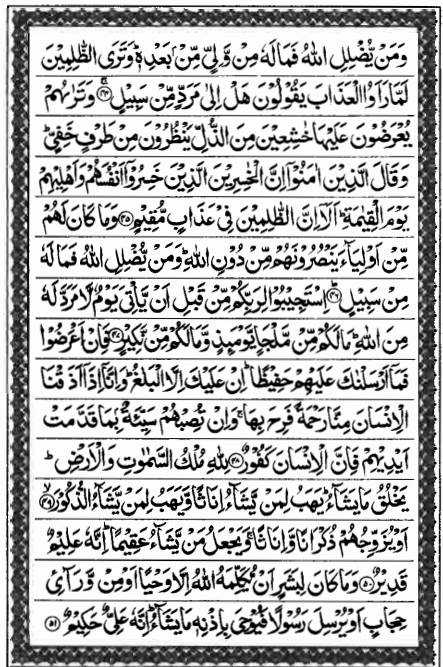 وَمَنْ يُّضْلِلِ اللّٰهُ فَمَا لَهٗ مِنْ وَّلِیٍّ مِّنْۢ بَعْدِهٖ ؕ وَتَرَی الظّٰلِمِیْنَ
لَمَّا رَاَوُا الْعَذَابَ یَقُوْلُوْنَ هَلْ اِلٰی مَرَدٍّ مِّنْ سَبِیْلٍ ۚ ﴿۴۴﴾ وَتَرٰىهُمْ
یُعْرَضُوْنَ عَلَیْهَا خٰشِعِیْنَ مِنَ الذُّلِّ یَنْظُرُوْنَ مِنْ طَرْفٍ خَفِیٍّ ؕ
وَقَالَ الَّذِیْنَ اٰمَنُوْۤا اِنَّ الْخٰسِرِیْنَ الَّذِیْنَ خَسِرُوْۤا اَنْفُسَهُمْ وَاَهْلِیْهِمْ
یَوْمَ الْقِیٰمَةِ ؕ اَلَاۤ اِنَّ الظّٰلِمِیْنَ فِیْ عَذَابٍ مُّقِیْمٍ ﴿۴۵﴾ وَمَا كَانَ لَهُمْ
مِّنْ اَوْلِیَآءَ یَنْصُرُوْنَهُمْ مِّنْ دُوْنِ اللّٰهِ ؕ وَمَنْ یُّضْلِلِ اللّٰهُ فَمَا لَهٗ
مِنْ سَبِیْلٍ ؕ ﴿۴۶﴾ اِسْتَجِیْبُوْا لِرَبِّكُمْ مِّنْ قَبْلِ اَنْ یَّاْتِیَ یَوْمٌ لَّا مَرَدَّ لَهٗ
مِنَ اللّٰهِ ؕ مَا لَكُمْ مِّنْ مَّلْجَاٍ یَّوْمَىِٕذٍ وَّمَا لَكُمْ مِّنْ نَّكِیْرٍ ﴿۴۷﴾ فَاِنْ اَعْرَضُوْا
فَمَاۤ اَرْسَلْنٰكَ عَلَیْهِمْ حَفِیْظًا ؕ اِنْ عَلَیْكَ اِلَّا الْبَلٰغُ ؕ وَاِنَّاۤ اِذَاۤ اَذَقْنَا
الْاِنْسَانَ مِنَّا رَحْمَةً فَرِحَ بِهَا ۚ وَاِنْ تُصِبْهُمْ سَیِّئَةٌۢ بِمَا قَدَّمَتْ
اَیْدِیْهِمْ فَاِنَّ الْاِنْسَانَ كَفُوْرٌ ﴿۴۸﴾ لِلّٰهِ مُلْكُ السَّمٰوٰتِ وَالْاَرْضِ ؕ
یَخْلُقُ مَا یَشَآءُ ؕ یَهَبُ لِمَنْ یَّشَآءُ اِنَاثًا وَّیَهَبُ لِمَنْ یَّشَآءُ الذُّكُوْرَ ۙ ﴿۴۹﴾
اَوْ یُزَوِّجُهُمْ ذُكْرَانًا وَّاِنَاثًا ۚ وَیَجْعَلُ مَنْ یَّشَآءُ عَقِیْمًا ؕ اِنَّهٗ عَلِیْمٌ
قَدِیْرٌ ﴿۵۰﴾ وَمَا كَانَ لِبَشَرٍ اَنْ یُّكَلِّمَهُ اللّٰهُ اِلَّا وَحْیًا اَوْ مِنْ وَّرَآئِ
حِجَابٍ اَوْ یُرْسِلَ رَسُوْلًا فَیُوْحِیَ بِاِذْنِهٖ مَا یَشَآءُ ؕ اِنَّهٗ عَلِیٌّ حَكِیْمٌ ﴿۵۱﴾